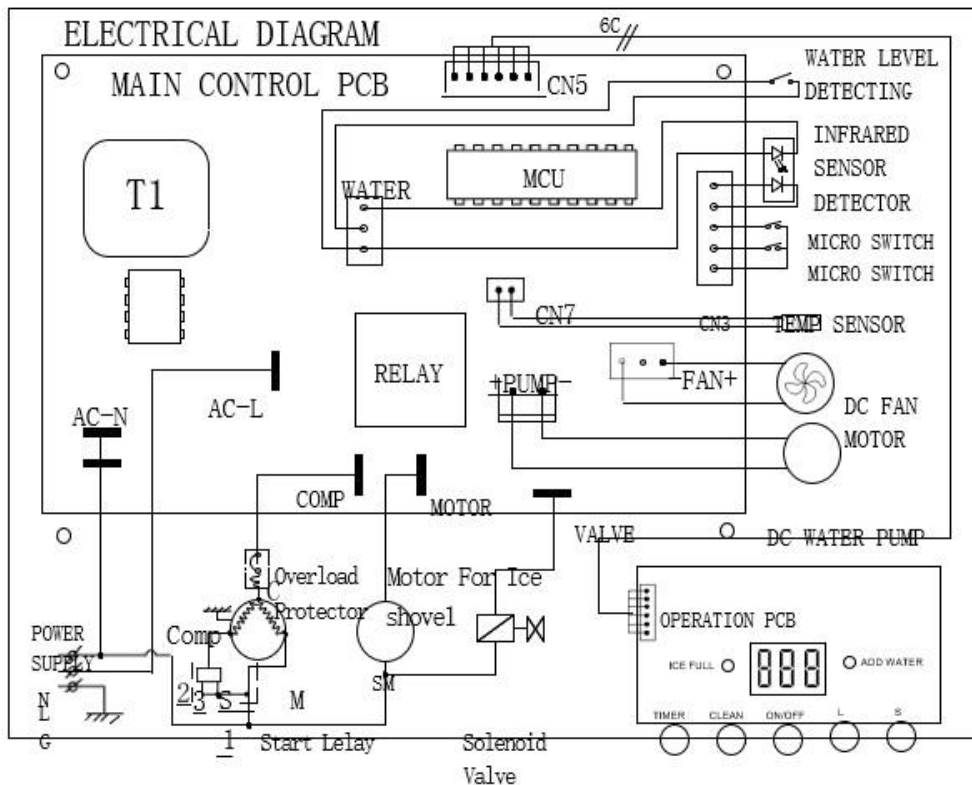 ELECTRICAL DIAGRAM
6C
MAIN CONTROL PCB
CN5
WATER LEVEL
DETECTING
INFRARED
SENSOR
DETECTOR
MICRO SWITCH
MICRO SWITCH
T1
WATER
MCU
CN7
CN3
TEMP SENSOR
RELAY
+PUMP-
-FAN+
DC FAN
MOTOR
AC-N
AC-L
COMP
MOTOR
VALVE
DC WATER PUMP
Overload
Protector
C
Motor For Ice
shovel
Comp
POWER
SUPPLY
N
L
G
2
3
S
M
SM
1
Start Lelay
Solenoid
Valve
OPERATION PCB
ICE FULL
888
ADD WATER
TIMER
CLEAN
ON/OFF
L
S